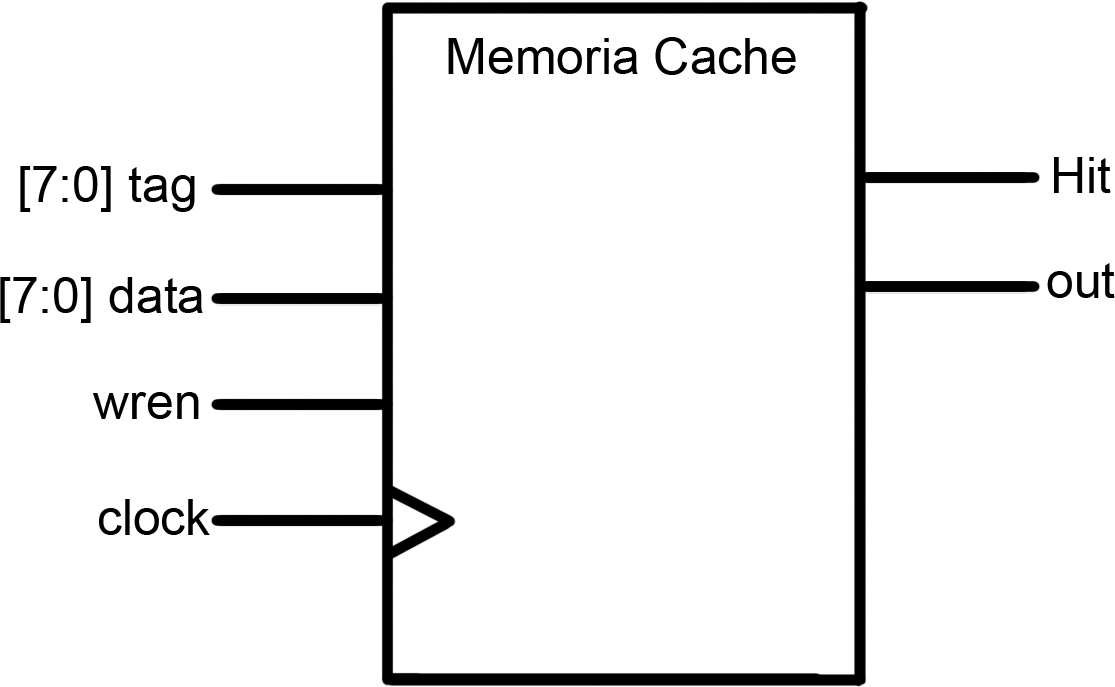 Memoria Cache
[7:0] tag
Hit
[7:0] data
out
wren
clock